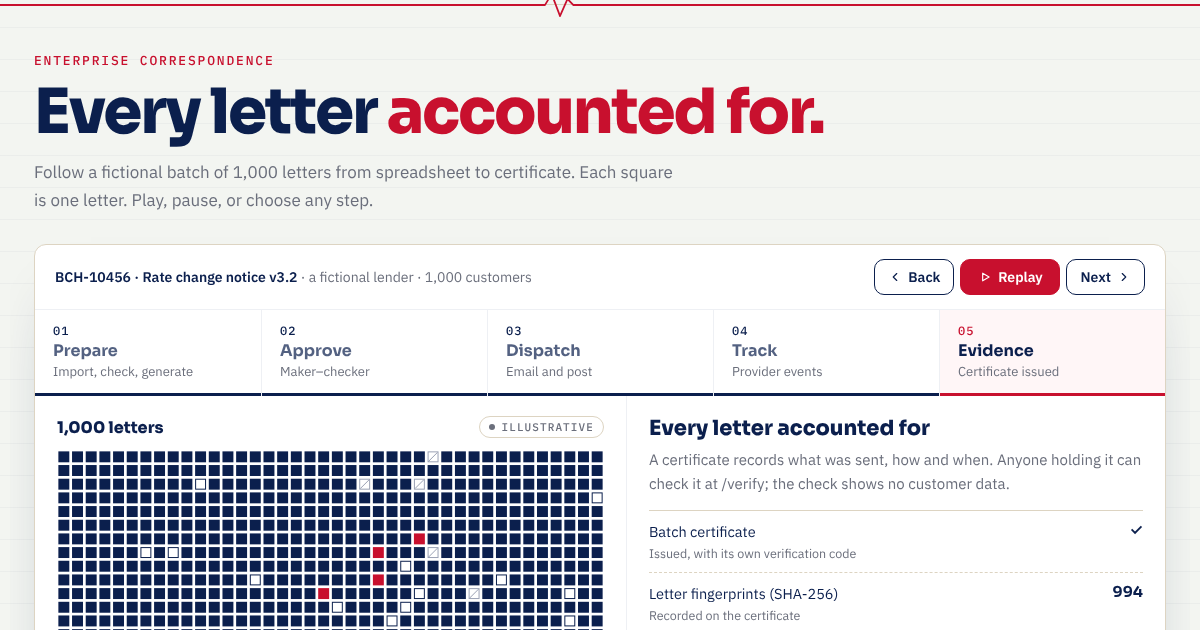 ENTERPRISE CORRESPONDENCE
Every letter accounted for.
Follow a fictional batch of 1,000 letters from spreadsheet to certificate. Each square
is one letter. Play, pause, or choose any step.
BCH-10456 · Rate change notice v3.2 · a fictional lender · 1,000 customers
Back
Replay
Next
01
Prepare
Import, check, generate
02
Approve
Maker–checker
03
Dispatch
Email and post
04
Track
Provider events
05
Evidence
Certificate issued
1,000 letters
ILLUSTRATIVE
Every letter accounted for
A certificate records what was sent, how and when. Anyone holding it can
check it at /verify; the check shows no customer data.
Batch certificate
Issued, with its own verification code
Letter fingerprints (SHA-256) 994
Recorded on the certificate